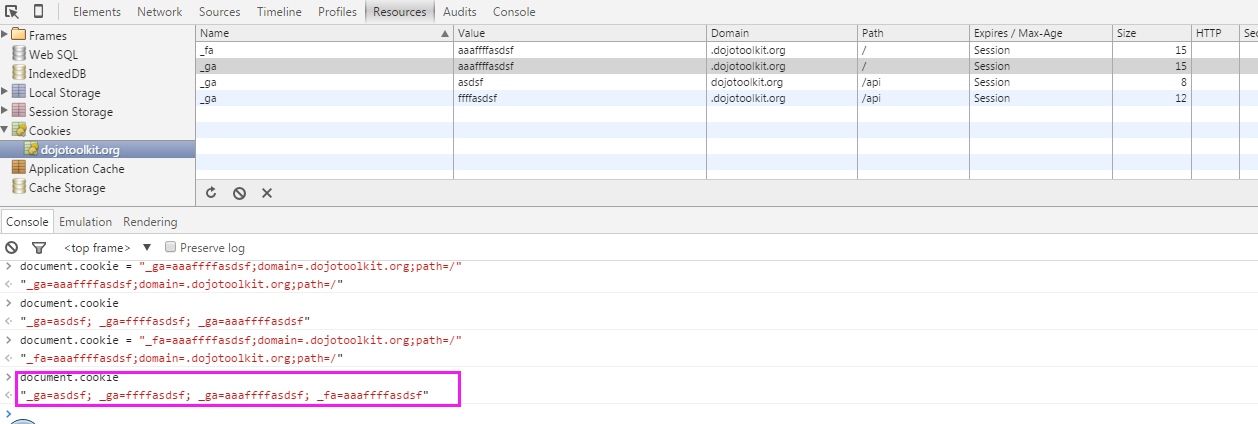 Elements Network Sources Timeline Profiles Resources Audits Console
Frames
Web SQL
IndexedDB
Local Storage
Session Storage
Cookies
dojotoolkit.org
Application Cache
Cache Storage
Name Value Domain Path Expires / Max-Age Size HTTP Sec
_fa aaaffffasdsf .dojotoolkit.org / Session 15
_ga aaaffffasdsf .dojotoolkit.org / Session 15
_ga asdsf dojotoolkit.org /api Session 8
_ga ffffasdsf .dojotoolkit.org /api Session 12
Console Emulation Rendering
<top frame> ▼ Preserve log
> document.cookie = "_ga=aaaffffasdsf;domain=.dojotoolkit.org;path=/"
"_ga=aaaffffasdsf;domain=.dojotoolkit.org;path=/"
> document.cookie
"_ga=asdsf; _ga=ffffasdsf; _ga=aaaffffasdsf"
> document.cookie = "_fa=aaaffffasdsf;domain=.dojotoolkit.org;path=/"
"_fa=aaaffffasdsf;domain=.dojotoolkit.org;path=/"
> document.cookie
"_ga=asdsf; _ga=ffffasdsf; _ga=aaaffffasdsf; _fa=aaaffffasdsf"
>